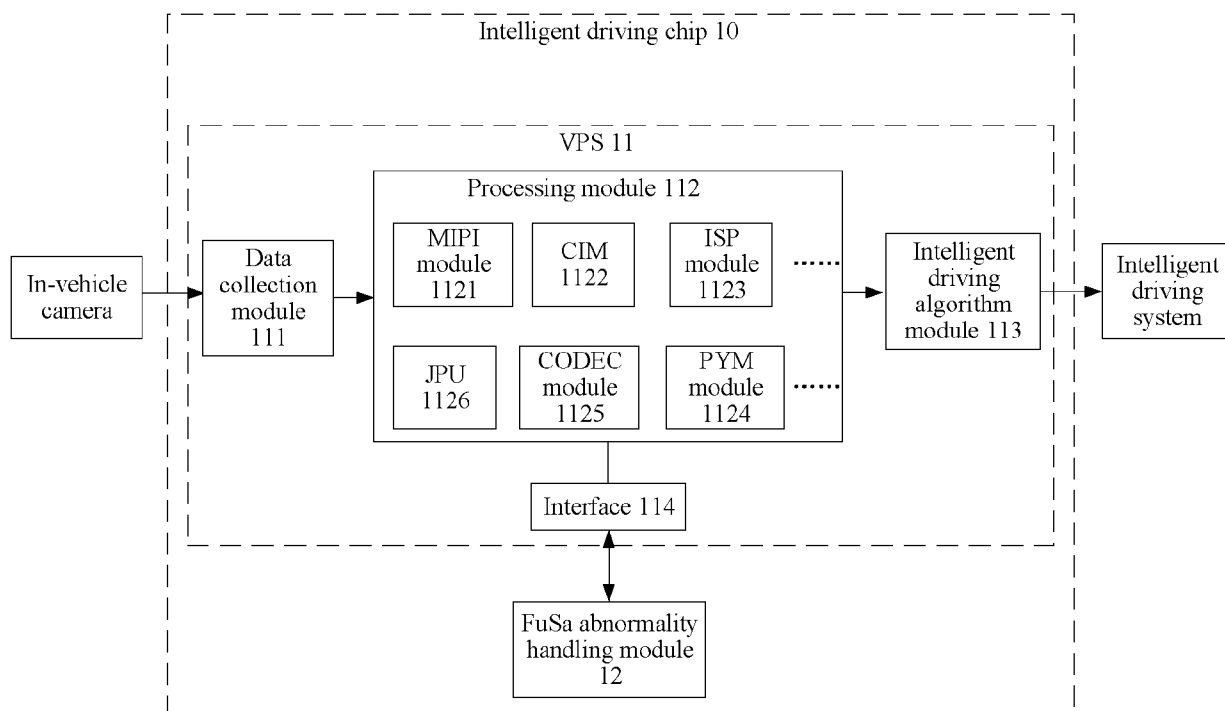 Intelligent driving chip 10
VPS 11
Processing module 112
In-vehicle
camera
Data
collection
module
111
MIPI
module
1121
CIM
1122
ISP
module
1123
......
JPU
1126
CODEC
module
1125
PYM
module
1124
......
Intelligent
driving
algorithm
module 113
Intelligent
driving
system
Interface 114
FuSa abnormality
handling module
12